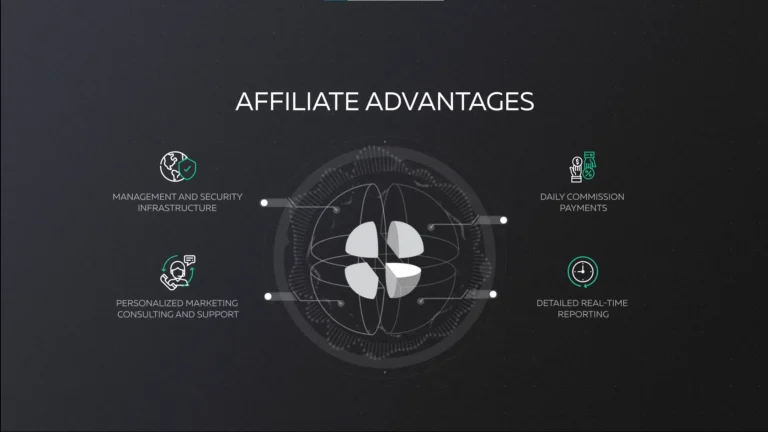 AFFILIATE ADVANTAGES
MANAGEMENT AND SECURITY
INFRASTRUCTURE
DAILY COMMISSION
PAYMENTS
PERSONALIZED MARKETING
CONSULTING AND SUPPORT
DETAILED REAL-TIME
REPORTING